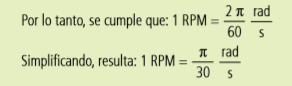 Por lo tanto, se cumple que: 1 RPM = 2 π/60 rad/s
Simplificando, resulta: 1 RPM = π/30 rad/s